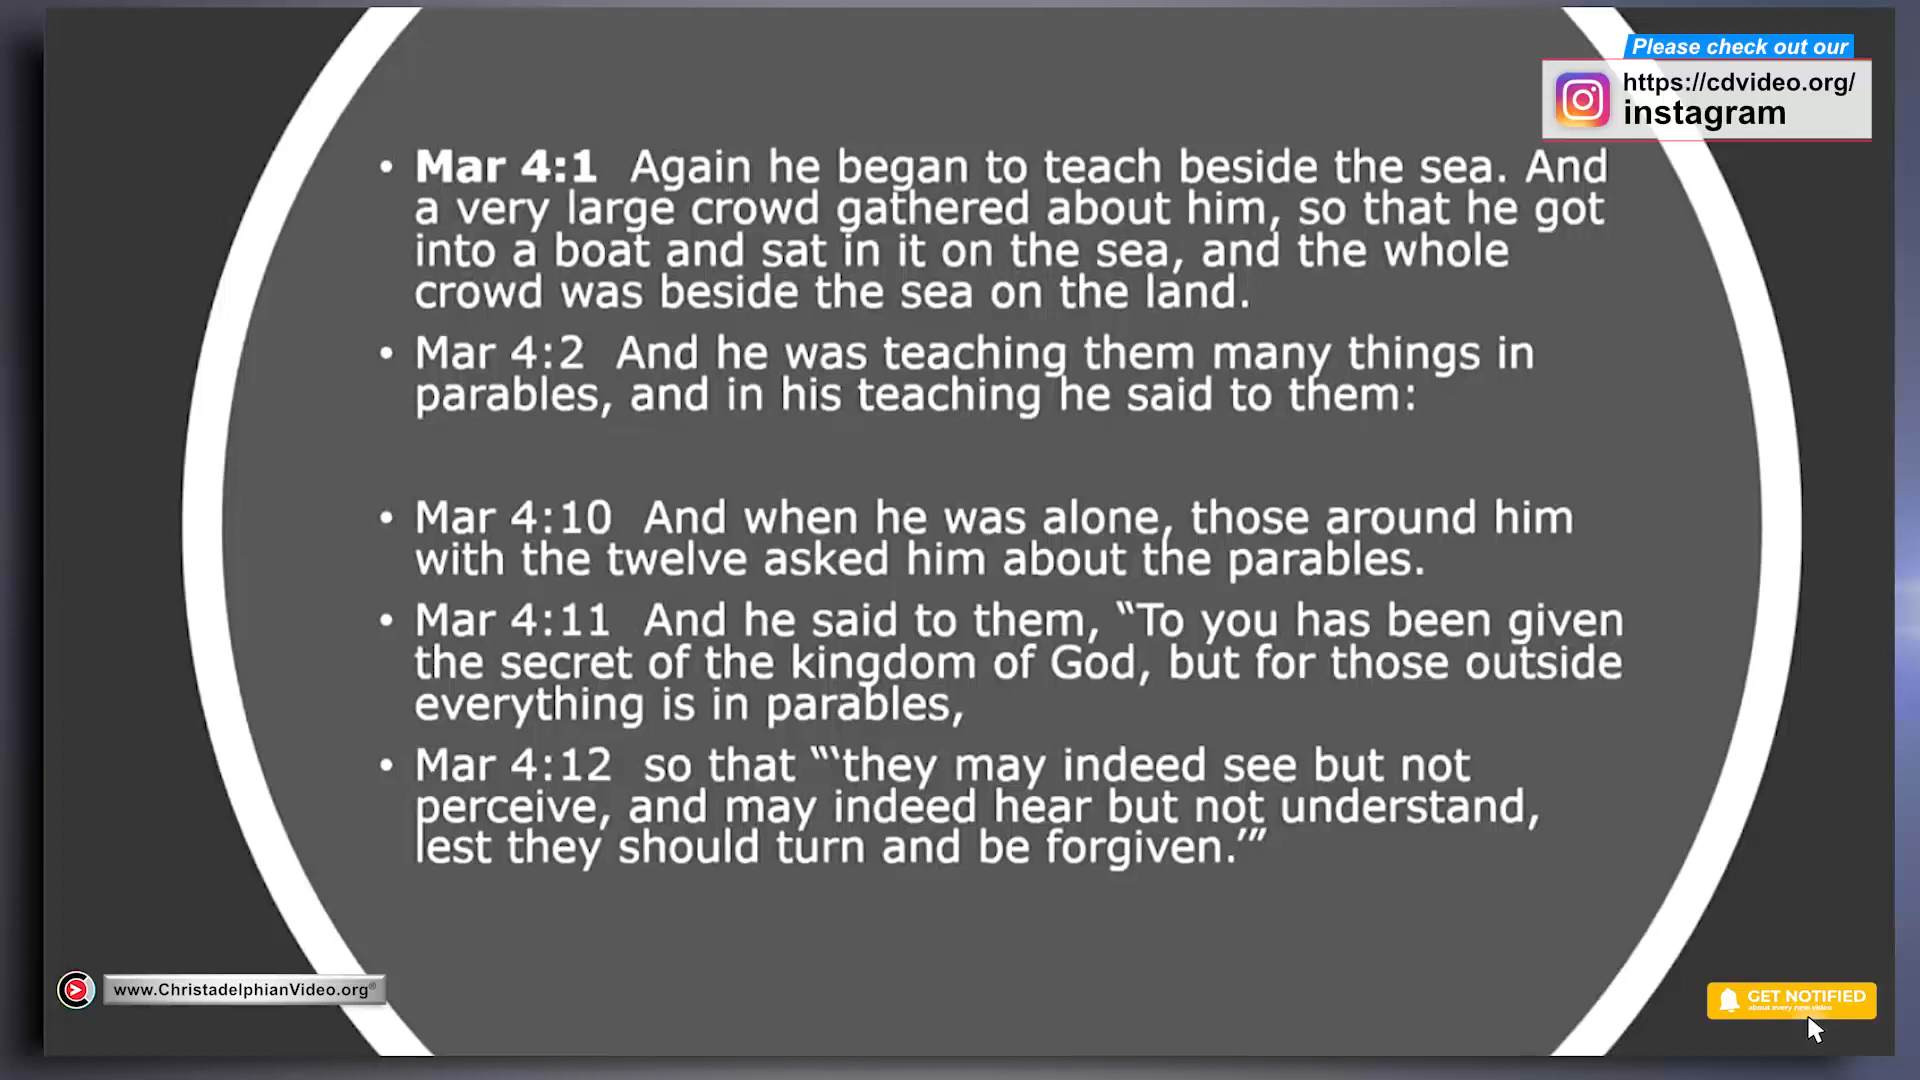 Please check out our
https://cdvideo.org/
instagram
• Mar 4:1 Again he began to teach beside the sea. And
a very large crowd gathered about him, so that he got
into a boat and sat in it on the sea, and the whole
crowd was beside the sea on the land.
• Mar 4:2 And he was teaching them many things in
parables, and in his teaching he said to them:
• Mar 4:10 And when he was alone, those around him
with the twelve asked him about the parables.
• Mar 4:11 And he said to them, “To you has been given
the secret of the kingdom of God, but for those outside
everything is in parables,
• Mar 4:12 so that “‘they may indeed see but not
perceive, and may indeed hear but not understand,
lest they should turn and be forgiven.’”
www.ChristadelphianVideo.org®
GET NOTIFIED
about every new video